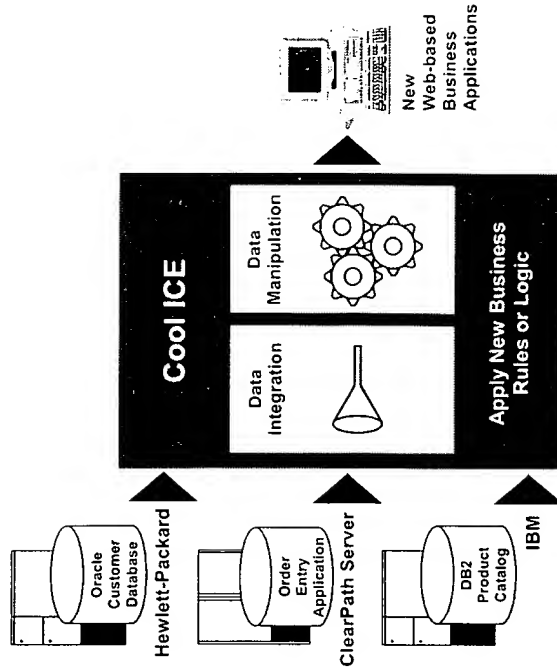 Oracle
Customer
Database
Hewlett-Packard
Order
Entry
Application
ClearPath Server
DB2
Product
Catalog
IBM
Cool ICE
Data
Integration
Data
Manipulation
Apply New Business
Rules or Logic
New
Web-based
Business
Applications